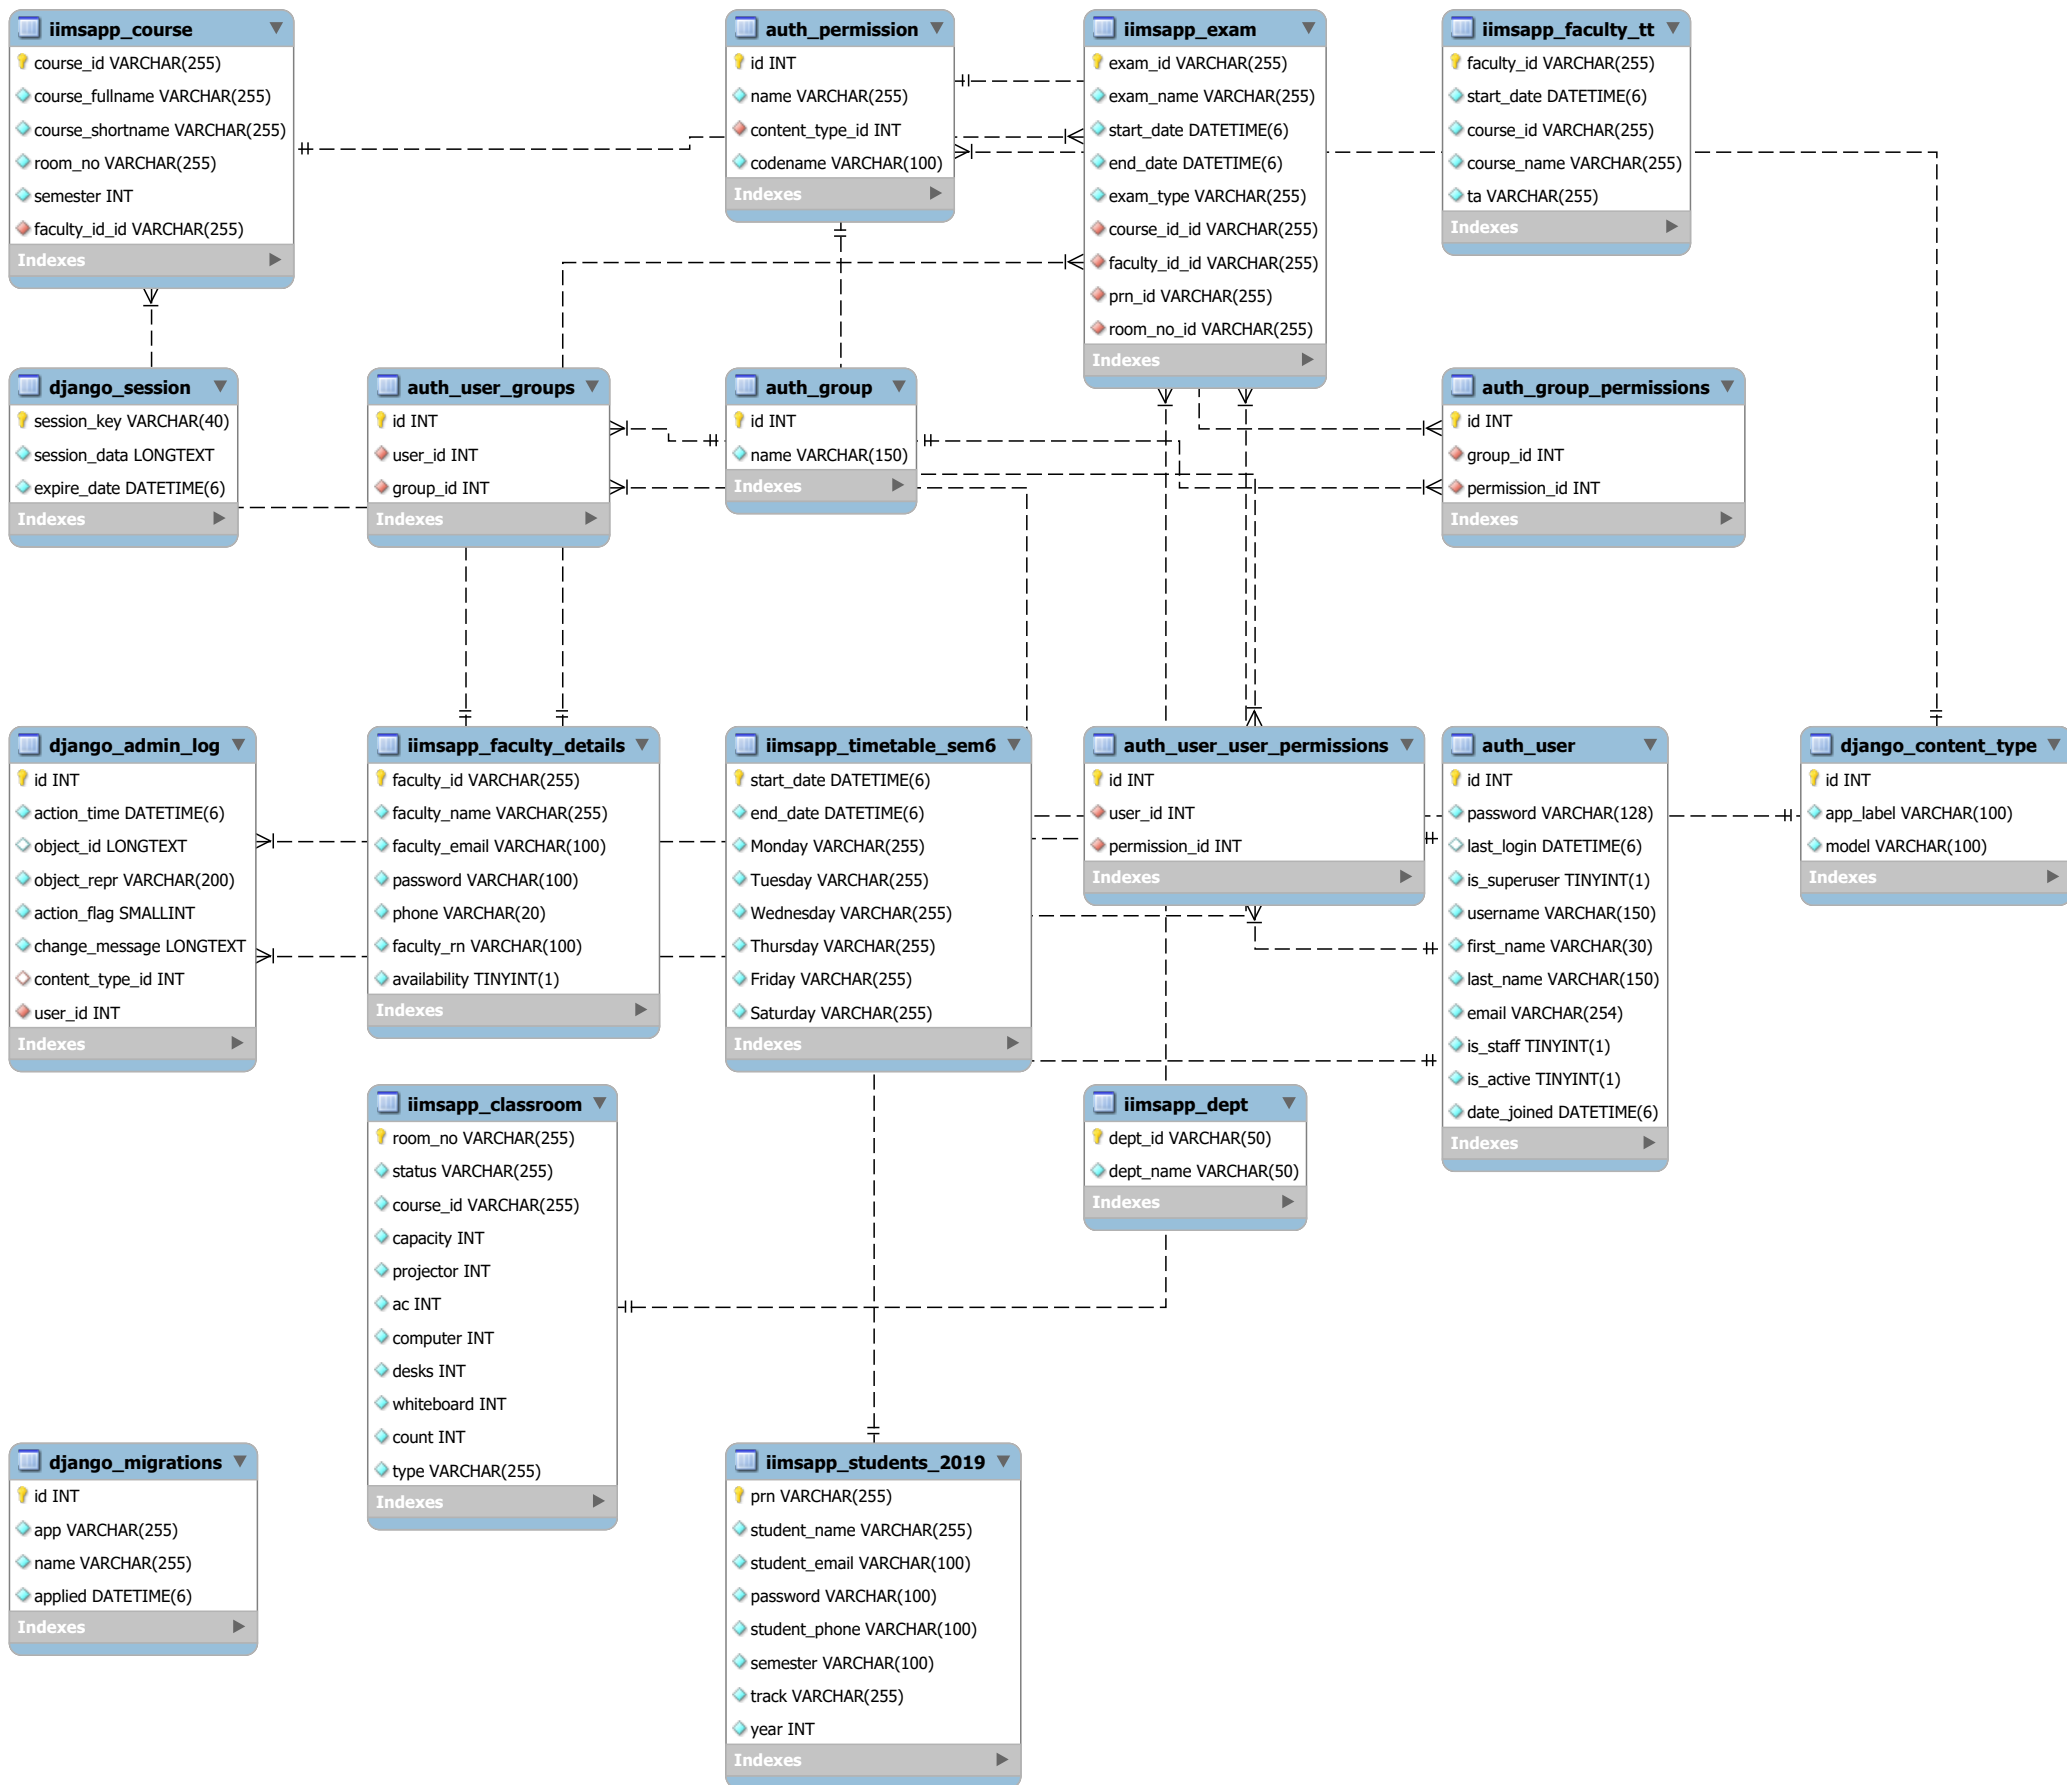 iimsapp_course
course_id VARCHAR(255)
course_fullname VARCHAR(255)
course_shortname VARCHAR(255)
room_no VARCHAR(255)
semester INT
faculty_id_id VARCHAR(255)
Indexes
auth_permission
id INT
name VARCHAR(255)
content_type_id INT
codename VARCHAR(100)
Indexes
iimsapp_exam
exam_id VARCHAR(255)
exam_name VARCHAR(255)
start_date DATETIME(6)
end_date DATETIME(6)
exam_type VARCHAR(255)
course_id_id VARCHAR(255)
faculty_id_id VARCHAR(255)
prn_id VARCHAR(255)
room_no_id VARCHAR(255)
Indexes
iimsapp_faculty_tt
faculty_id VARCHAR(255)
start_date DATETIME(6)
course_id VARCHAR(255)
course_name VARCHAR(255)
ta VARCHAR(255)
Indexes
django_session
session_key VARCHAR(40)
session_data LONGTEXT
expire_date DATETIME(6)
Indexes
auth_user_groups
id INT
user_id INT
group_id INT
Indexes
auth_group
id INT
name VARCHAR(150)
Indexes
auth_group_permissions
id INT
group_id INT
permission_id INT
Indexes
django_admin_log
id INT
action_time DATETIME(6)
object_id LONGTEXT
object_repr VARCHAR(200)
action_flag SMALLINT
change_message LONGTEXT
content_type_id INT
user_id INT
Indexes
iimsapp_faculty_details
faculty_id VARCHAR(255)
faculty_name VARCHAR(255)
faculty_email VARCHAR(100)
password VARCHAR(100)
phone VARCHAR(20)
faculty_rn VARCHAR(100)
availability TINYINT(1)
Indexes
iimsapp_timetable_sem6
start_date DATETIME(6)
end_date DATETIME(6)
Monday VARCHAR(255)
Tuesday VARCHAR(255)
Wednesday VARCHAR(255)
Thursday VARCHAR(255)
Friday VARCHAR(255)
Saturday VARCHAR(255)
Indexes
auth_user_user_permissions
id INT
user_id INT
permission_id INT
Indexes
auth_user
id INT
password VARCHAR(128)
last_login DATETIME(6)
is_superuser TINYINT(1)
username VARCHAR(150)
first_name VARCHAR(30)
last_name VARCHAR(150)
email VARCHAR(254)
is_staff TINYINT(1)
is_active TINYINT(1)
date_joined DATETIME(6)
Indexes
django_content_type
id INT
app_label VARCHAR(100)
model VARCHAR(100)
Indexes
iimsapp_classroom
room_no VARCHAR(255)
status VARCHAR(255)
course_id VARCHAR(255)
capacity INT
projector INT
ac INT
computer INT
desks INT
whiteboard INT
count INT
type VARCHAR(255)
Indexes
iimsapp_dept
dept_id VARCHAR(50)
dept_name VARCHAR(50)
Indexes
django_migrations
id INT
app VARCHAR(255)
name VARCHAR(255)
applied DATETIME(6)
Indexes
iimsapp_students_2019
prn VARCHAR(255)
student_name VARCHAR(255)
student_email VARCHAR(100)
password VARCHAR(100)
student_phone VARCHAR(100)
semester VARCHAR(100)
track VARCHAR(255)
year INT
Indexes